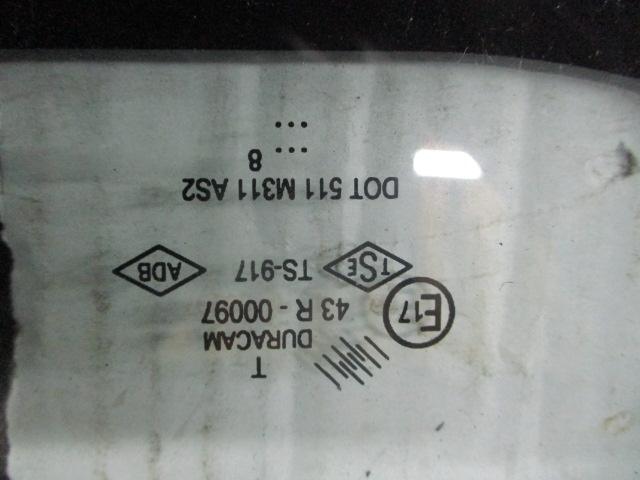 T
DURACAM
E17 43 R - 00097
TSE TS-917 ADB
DOT 511 M311 AS2
8
...
...